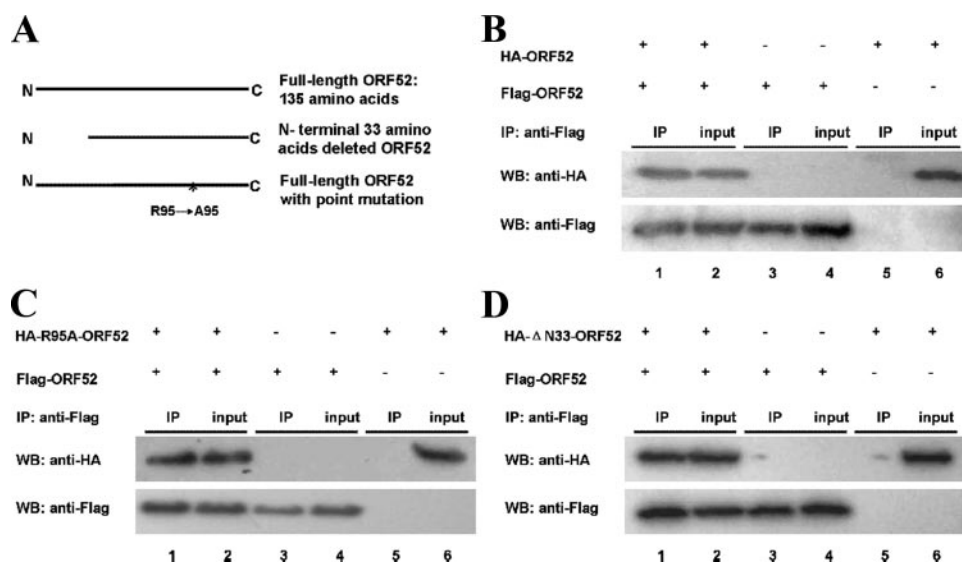 A
N C Full-length ORF52:
135 amino acids
N- terminal 33 amino
acids deleted ORF52
N C
N C Full-length ORF52
with point mutation
* R95→A95
B
HA-ORF52 + + - - + +
Flag-ORF52 + + + + - -
IP: anti-Flag IP input IP input IP input
WB: anti-HA
WB: anti-Flag
1 2 3 4 5 6
C
HA-R95A-ORF52 + + - - + +
Flag-ORF52 + + + + - -
IP: anti-Flag IP input IP input IP input
WB: anti-HA
WB: anti-Flag
1 2 3 4 5 6
D
HA-ΔN33-ORF52 + + - - + +
Flag-ORF52 + + + + - -
IP: anti-Flag IP input IP input IP input
WB: anti-HA
WB: anti-Flag
1 2 3 4 5 6